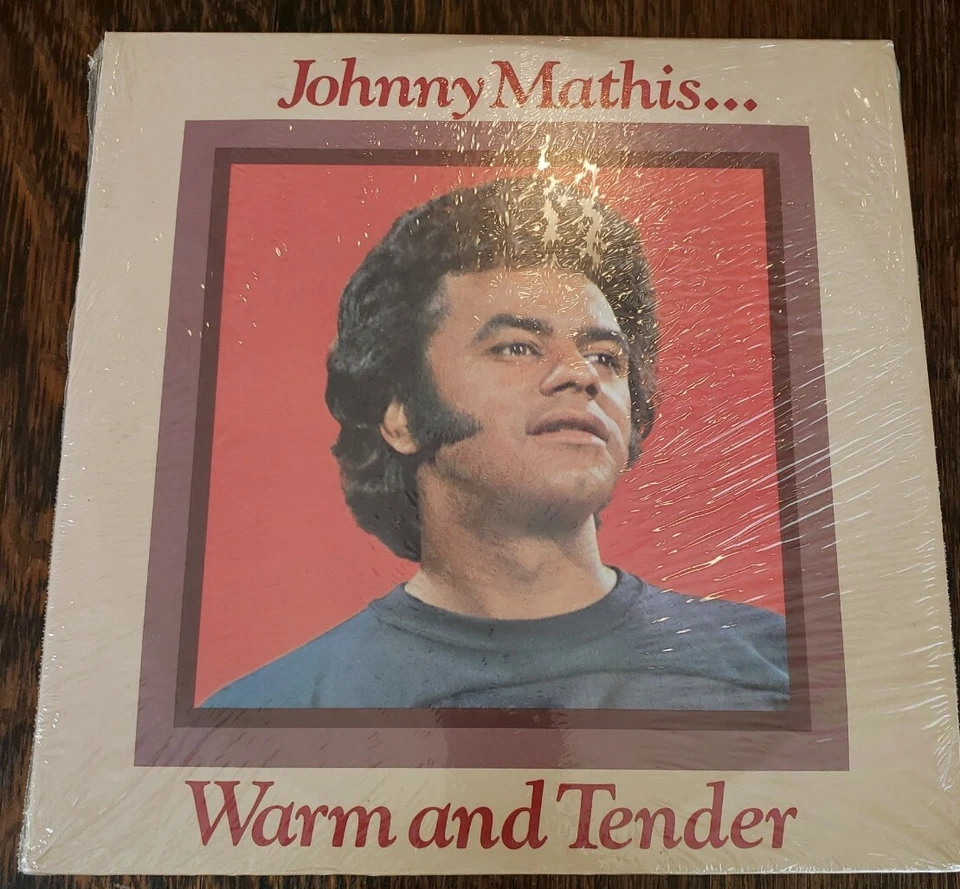 Johnny Mathis...
Warm and Tender